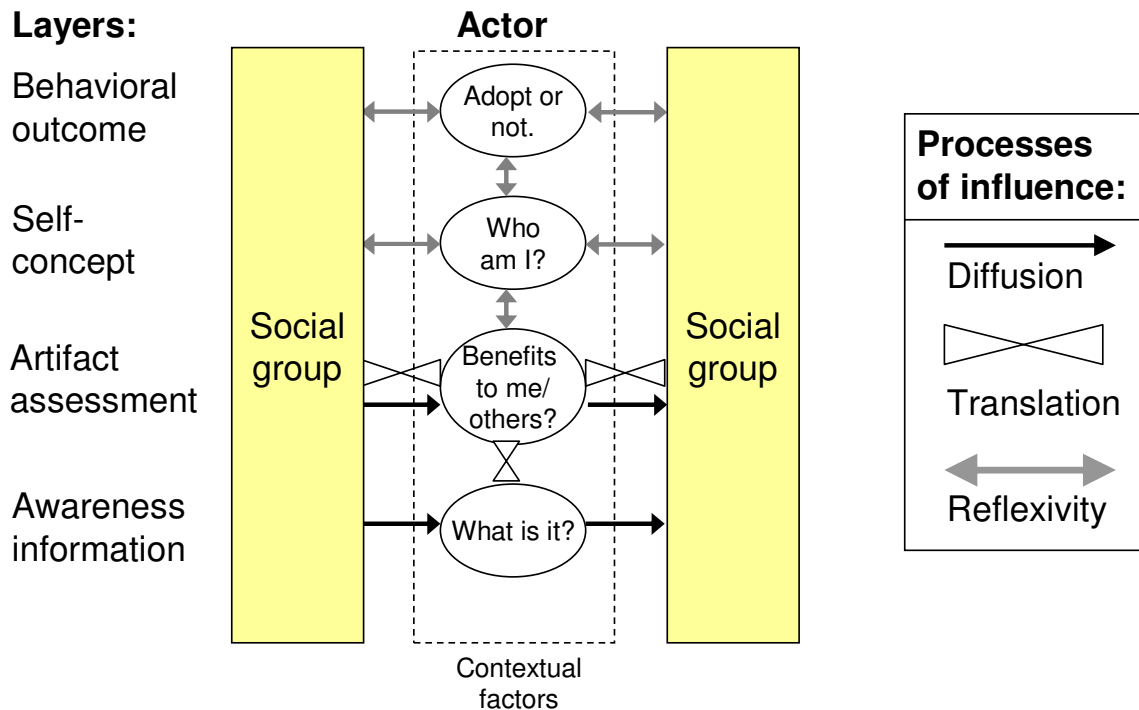 Layers:
Actor
Behavioral
outcome
Adopt or
not.
Self-
concept
Who
am I?
Social
group
Social
group
Artifact
assessment
Benefits
to me/
others?
Awareness
information
What is it?
Contextual
factors
Processes
of influence:
Diffusion
Translation
Reflexivity